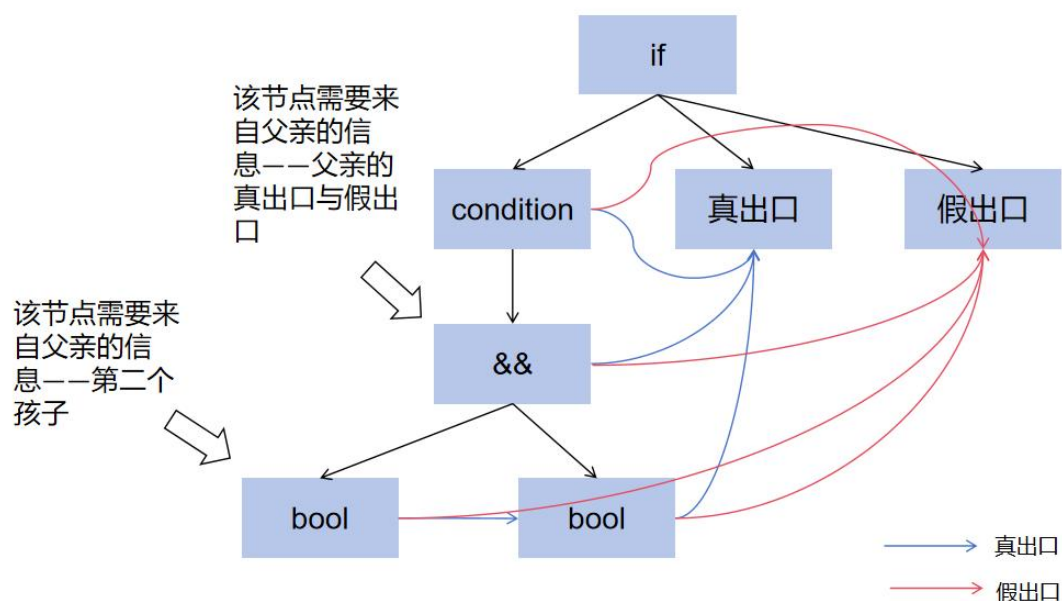 if
该节点需要来
自父亲的信
息——父亲的
真出口与假出
口
condition
真出口
假出口
该节点需要来
自父亲的信
息——第二个
孩子
&&
bool
bool
真出口
假出口